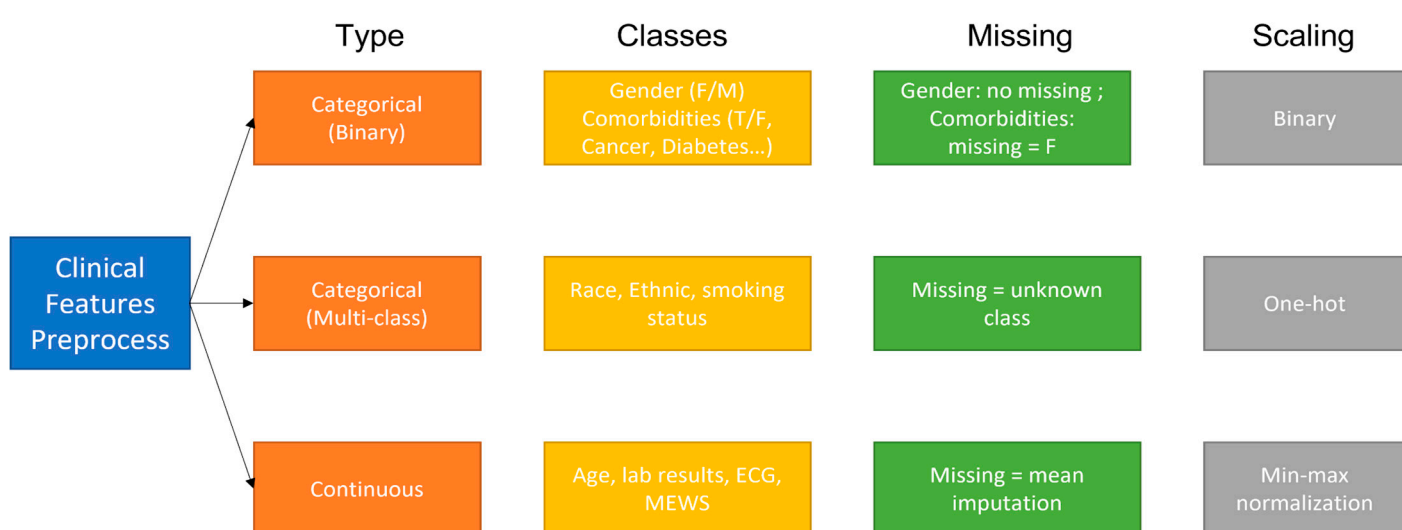 Type
Classes
Missing
Scaling
Categorical
(Binary)
Gender (F/M)
Comorbidities (T/F,
Cancer, Diabetes...)
Gender: no missing ;
Comorbidities:
missing = F
Binary
Clinical
Features
Preprocess
Categorical
(Multi-class)
Race, Ethnic, smoking
status
Missing = unknown
class
One-hot
Continuous
Age, lab results, ECG,
MEWS
Missing = mean
imputation
Min-max
normalization